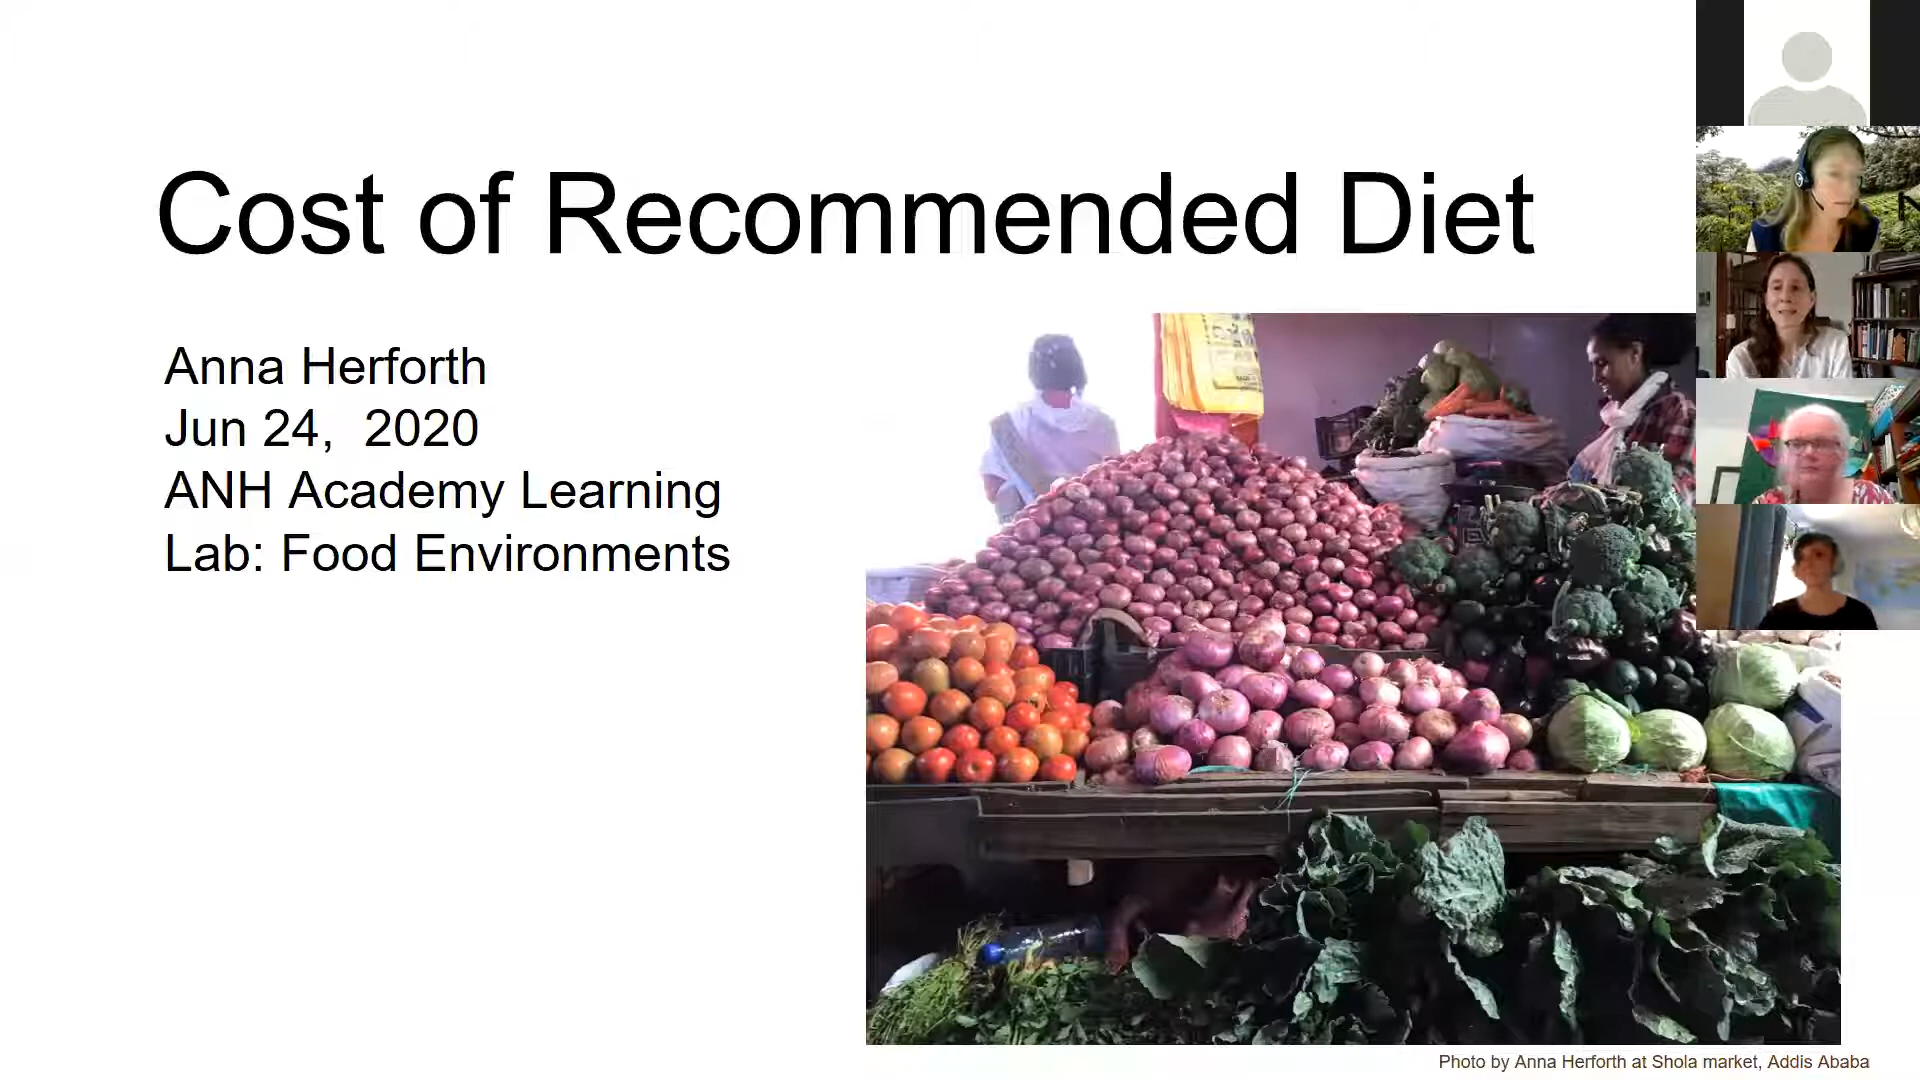 Cost of Recommended Diet
Anna Herforth
Jun 24,  2020
ANH Academy Learning
Lab: Food Environments
Photo by Anna Herforth at Shola market, Addis Ababa